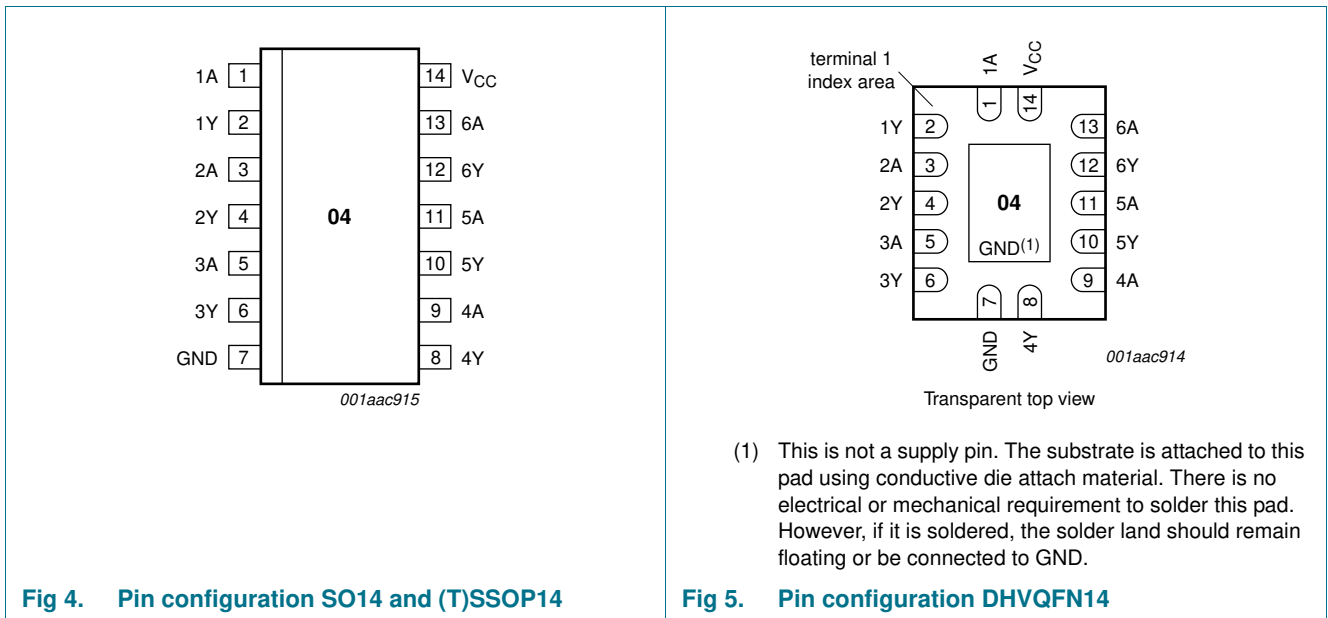 1A 1 14 VCC
1Y 2 13 6A
2A 3 12 6Y
2Y 4 04 11 5A
3A 5 10 5Y
3Y 6 9 4A
GND 7 8 4Y
001aac915
Fig 4. Pin configuration SO14 and (T)SSOP14
terminal 1
index area
1A VCC
1 14
1Y 2 13 6A
2A 3 12 6Y
2Y 4 04 11 5A
3A 5 GND(1) 10 5Y
3Y 6 9 4A
7 8
GND 4Y
001aac914
Transparent top view
(1) This is not a supply pin. The substrate is attached to this
pad using conductive die attach material. There is no
electrical or mechanical requirement to solder this pad.
However, if it is soldered, the solder land should remain
floating or be connected to GND.
Fig 5. Pin configuration DHVQFN14